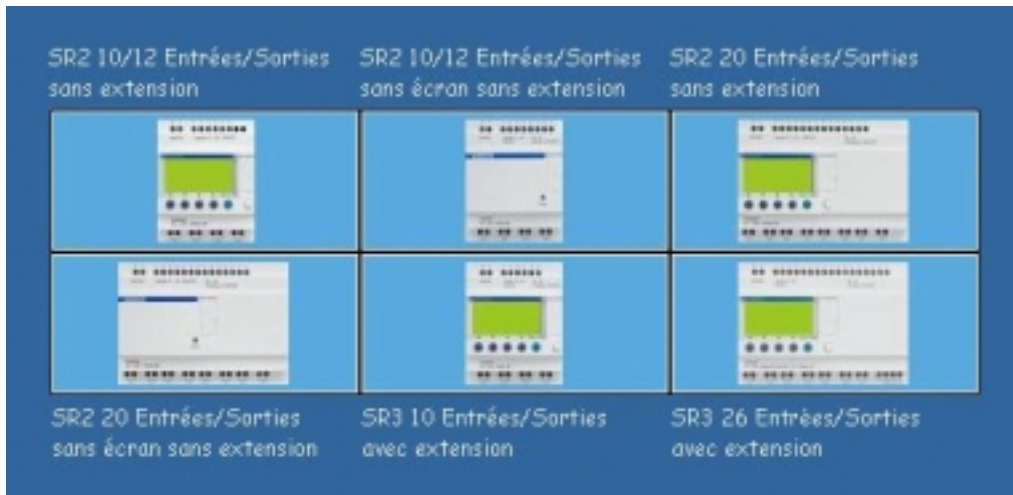 SR2 10/12 Entrées/Sorties
sans extension
SR2 10/12 Entrées/Sorties
sans écran sans extension
SR2 20 Entrées/Sorties
sans extension
SR2 20 Entrées/Sorties
sans écran sans extension
SR3 10 Entrées/Sorties
avec extension
SR3 26 Entrées/Sorties
avec extension